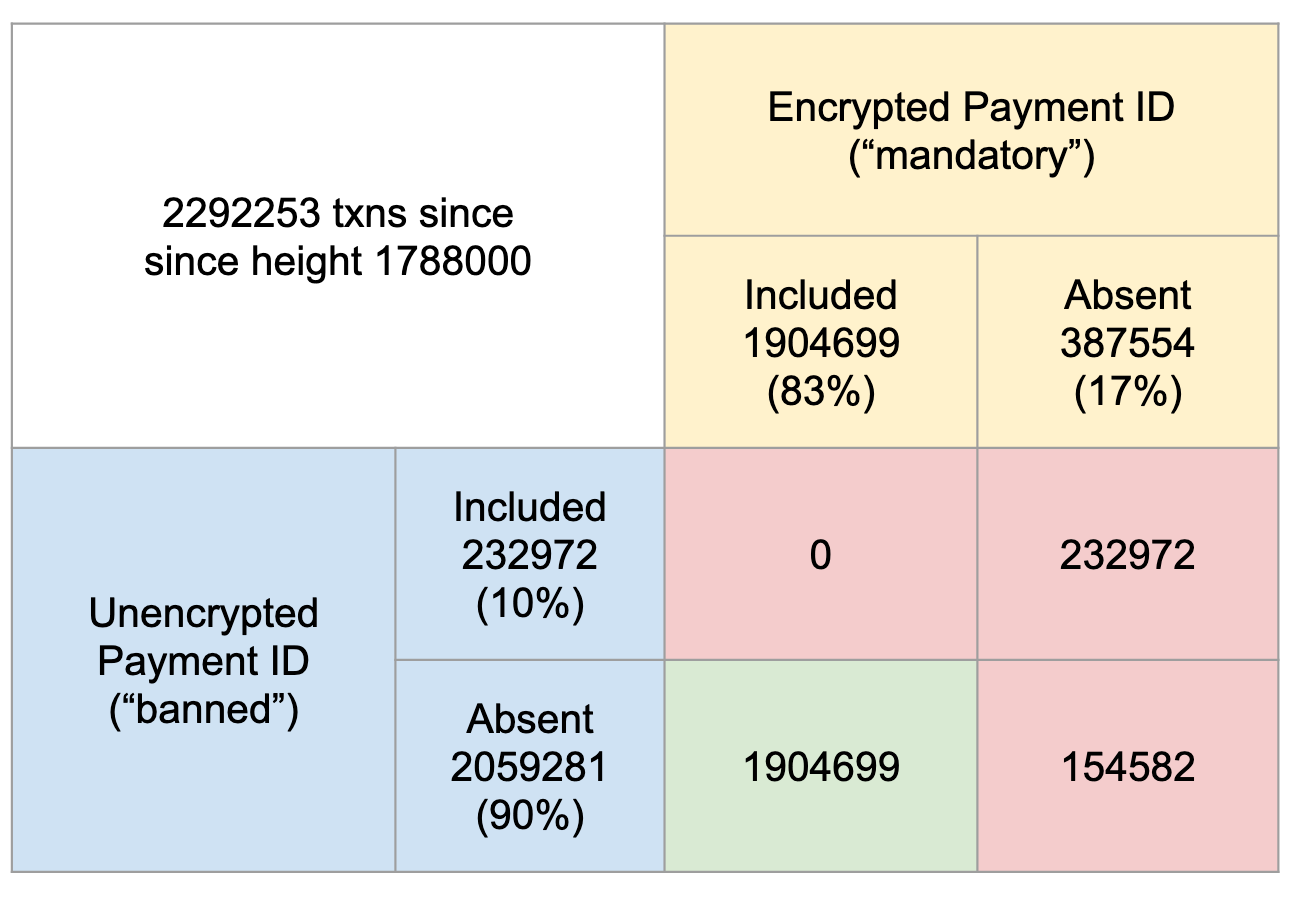 2292253 txns since
since height 1788000
Encrypted Payment ID
(“mandatory”)
Included
1904699
(83%)
Absent
387554
(17%)
Unencrypted
Payment ID
(“banned”)
Included
232972
(10%)
0
232972
Absent
2059281
(90%)
1904699
154582